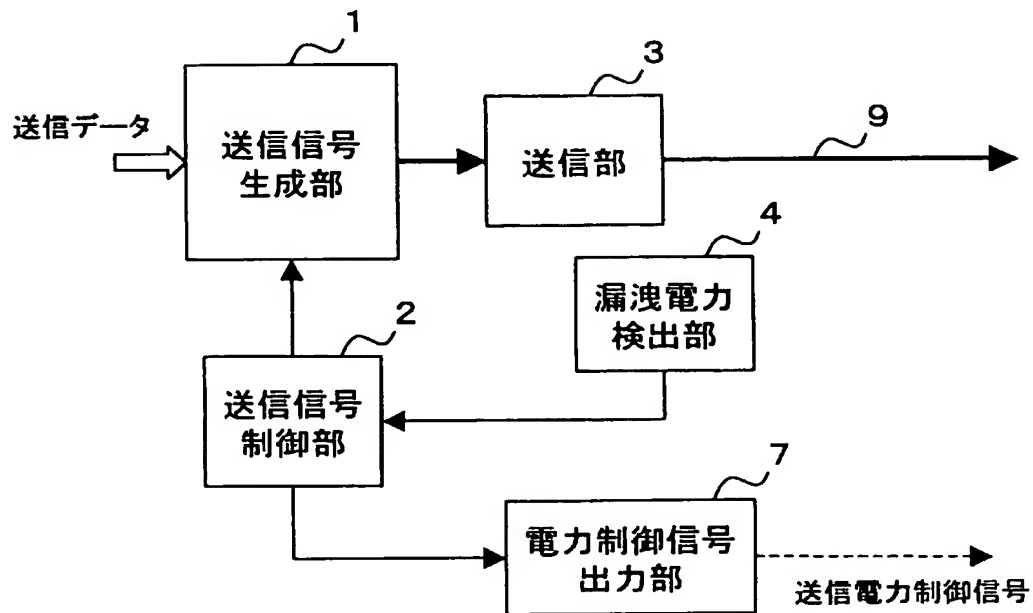 1
3
9
送信データ
送信信号
生成部
送信部
4
漏洩電力
検出部
2
送信信号
制御部
7
電力制御信号
出力部
送信電力制御信号